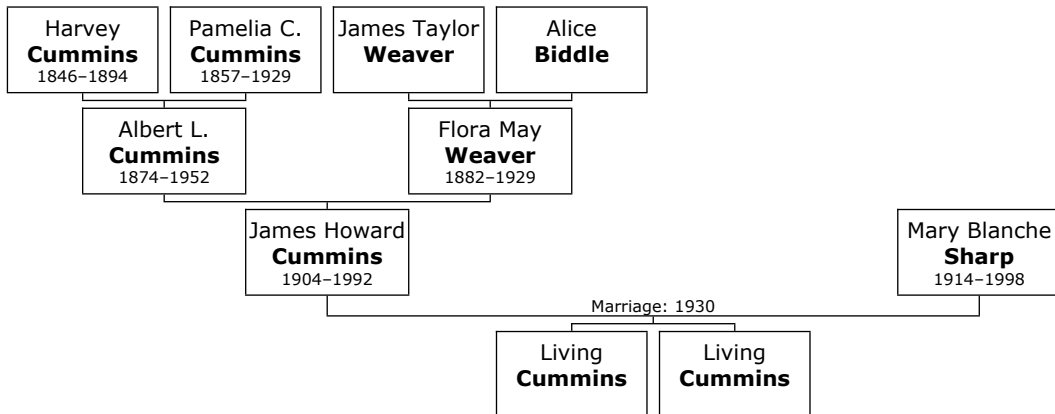 Harvey
Cummins
1846–1894
Pamelia C.
Cummins
1857–1929
James Taylor
Weaver
Alice
Biddle
Albert L.
Cummins
1874–1952
Flora May
Weaver
1882–1929
James Howard
Cummins
1904–1992
Mary Blanche
Sharp
1914–1998
Marriage: 1930
Living
Cummins
Living
Cummins